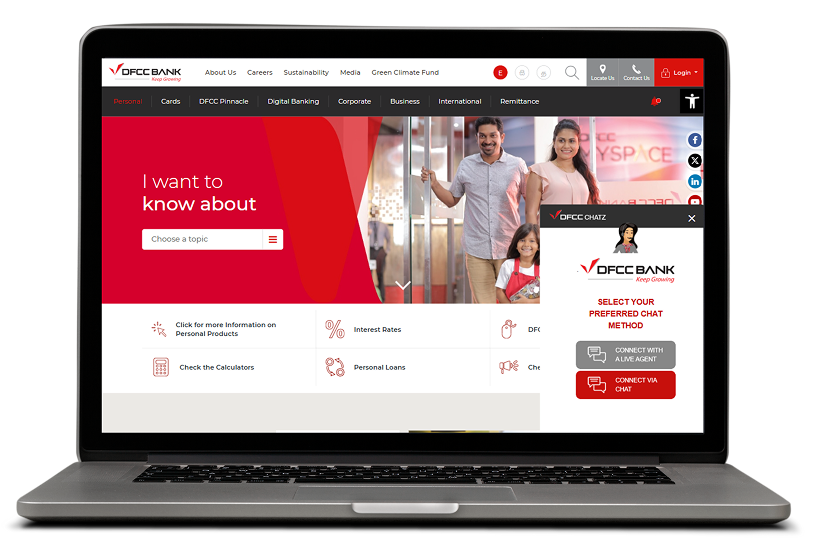 DFCC BANK
Keep Growing
About Us Careers Sustainability Media Green Climate Fund
E
Locate Us
Contact Us
Login
Personal Cards DFCC Pinnacle Digital Banking Corporate Business International Remittance
I want to
know about
Choose a topic
DFCC
MYSPACE
DFCC CHATZ
DFCC BANK
Keep Growing
SELECT YOUR
PREFERRED CHAT
METHOD
CONNECT WITH
A LIVE AGENT
CONNECT VIA
CHAT
Click for more Information on
Personal Products
Interest Rates
DFC
Check the Calculators
Personal Loans
Che